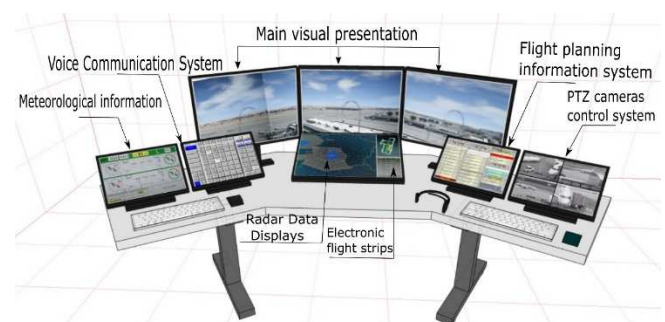 Main visual presentation
Voice Communication System
Flight planning
information system
Meteorological information
PTZ cameras
control system
Radar Data
Displays
Electronic
flight strips